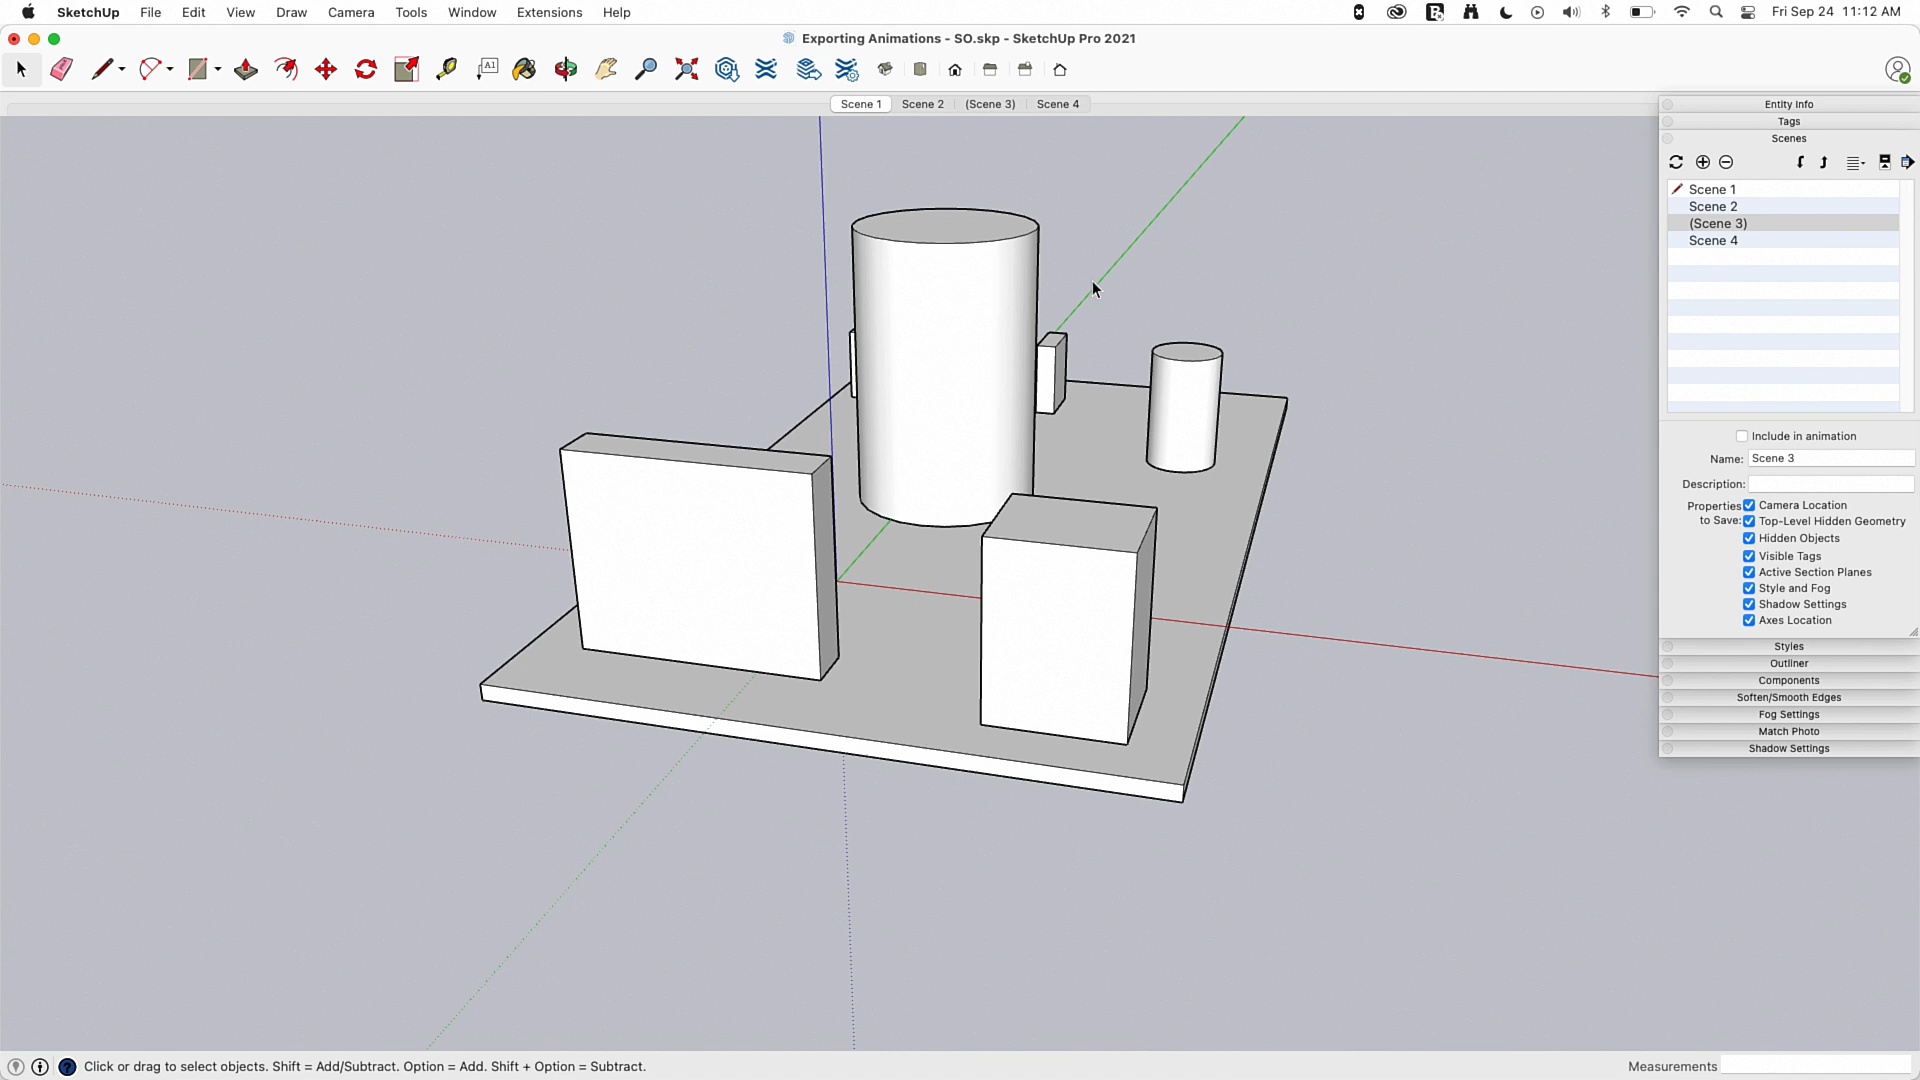 SketchUp File Edit View Draw Camera Tools Window Extensions Help Fri Sep 24 11:12 AM
Exporting Animations - SO.skp - SketchUp Pro 2021
A1
Scene 1 Scene 2 (Scene 3) Scene 4
Entity Info
Tags
Scenes
Scene 1
Scene 2
(Scene 3)
Scene 4
Include in animation
Name: Scene 3
Description:
Properties to Save:
Camera Location
Top-Level Hidden Geometry
Hidden Objects
Visible Tags
Active Section Planes
Style and Fog
Shadow Settings
Axes Location
Styles
Outliner
Components
Soften/Smooth Edges
Fog Settings
Match Photo
Shadow Settings
Click or drag to select objects. Shift = Add/Subtract. Option = Add. Shift + Option = Subtract. Measurements